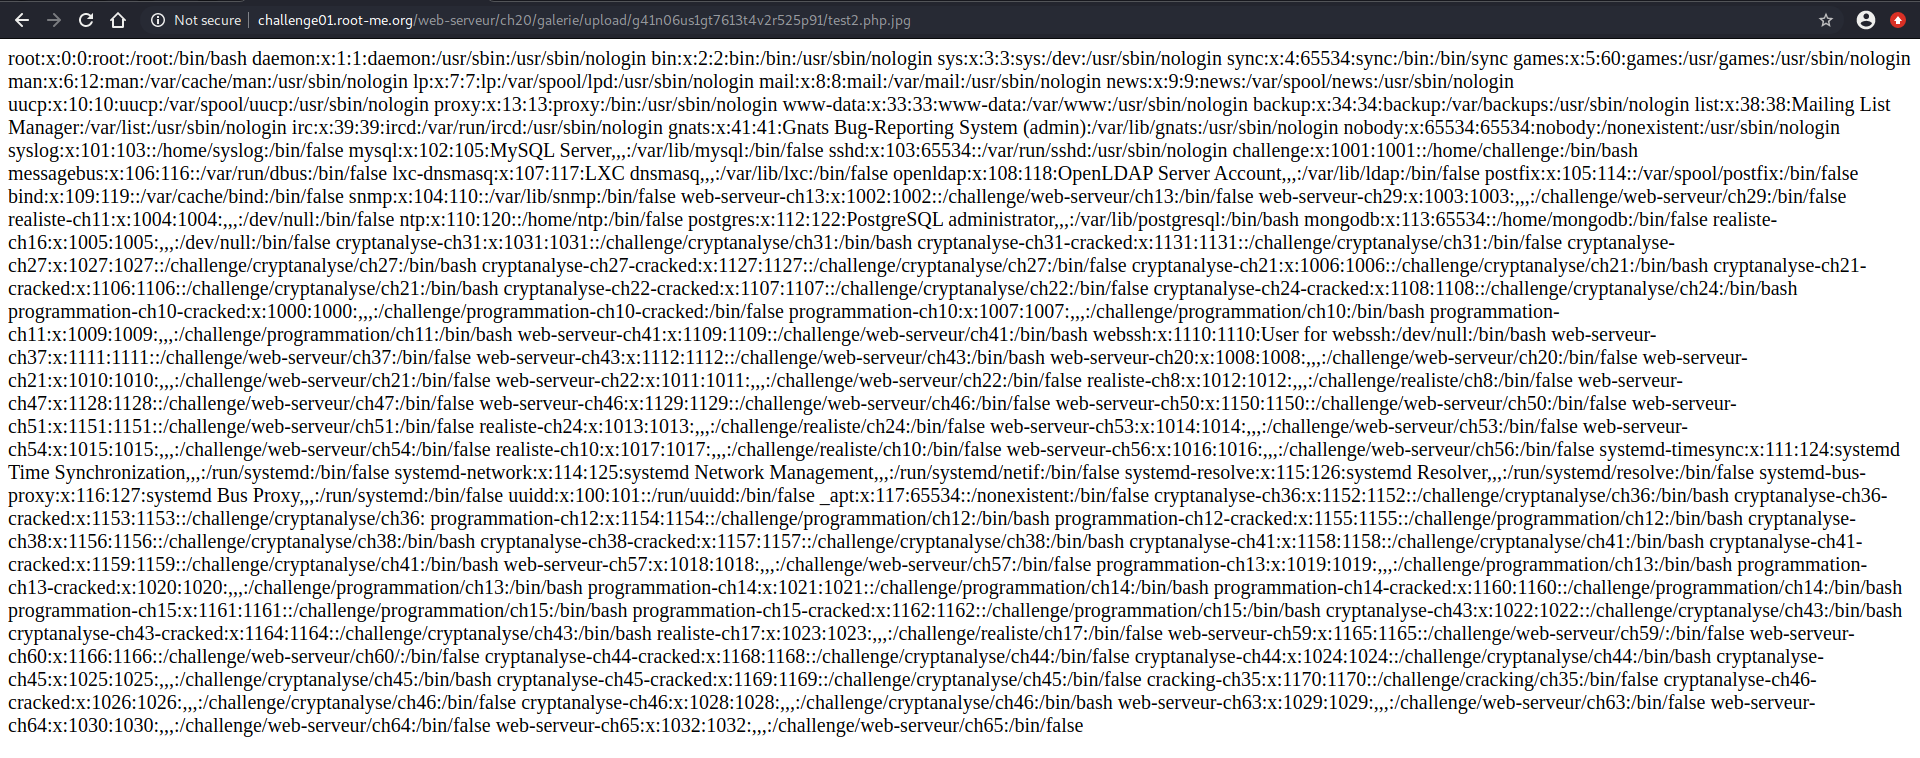 Not secure challenge01.root-me.org/web-serveur/ch20/galerie/upload/g41n06us1gt7613t4v2r525p91/test2.php.jpg
root:x:0:0:root:/root:/bin/bash daemon:x:1:1:daemon:/usr/sbin:/usr/sbin/nologin bin:x:2:2:bin:/bin:/usr/sbin/nologin sys:x:3:3:sys:/dev:/usr/sbin/nologin sync:x:4:65534:sync:/bin:/bin/sync games:x:5:60:games:/usr/games:/usr/sbin/nologin
man:x:6:12:man:/var/cache/man:/usr/sbin/nologin lp:x:7:7:lp:/var/spool/lpd:/usr/sbin/nologin mail:x:8:8:mail:/var/mail:/usr/sbin/nologin news:x:9:9:news:/var/spool/news:/usr/sbin/nologin
uucp:x:10:10:uucp:/var/spool/uucp:/usr/sbin/nologin proxy:x:13:13:proxy:/bin:/usr/sbin/nologin www-data:x:33:33:www-data:/var/www:/usr/sbin/nologin backup:x:34:34:backup:/var/backups:/usr/sbin/nologin list:x:38:38:Mailing List
Manager:/var/list:/usr/sbin/nologin irc:x:39:39:ircd:/var/run/ircd:/usr/sbin/nologin gnats:x:41:41:Gnats Bug-Reporting System (admin):/var/lib/gnats:/usr/sbin/nologin nobody:x:65534:65534:nobody:/nonexistent:/usr/sbin/nologin
syslog:x:101:103::/home/syslog:/bin/false mysql:x:102:105:MySQL Server,,,:/var/lib/mysql:/bin/false sshd:x:103:65534::/var/run/sshd:/usr/sbin/nologin challenge:x:1001:1001::/home/challenge:/bin/bash
messagebus:x:106:116::/var/run/dbus:/bin/false lxc-dnsmasq:x:107:117:LXC dnsmasq,,,:/var/lib/lxc:/bin/false openldap:x:108:118:OpenLDAP Server Account,,,:/var/lib/ldap:/bin/false postfix:x:105:114::/var/spool/postfix:/bin/false
bind:x:109:119::/var/cache/bind:/bin/false snmp:x:104:110::/var/lib/snmp:/bin/false web-serveur-ch13:x:1002:1002::/challenge/web-serveur/ch13:/bin/false web-serveur-ch29:x:1003:1003:,,,:/challenge/web-serveur/ch29:/bin/false
realiste-ch11:x:1004:1004:,,,:/dev/null:/bin/false ntp:x:110:120::/home/ntp:/bin/false postgres:x:112:122:PostgreSQL administrator,,,:/var/lib/postgresql:/bin/bash mongodb:x:113:65534::/home/mongodb:/bin/false realiste-
ch16:x:1005:1005:,,,:/dev/null:/bin/false cryptanalyse-ch31:x:1031:1031::/challenge/cryptanalyse/ch31:/bin/bash cryptanalyse-ch31-cracked:x:1131:1131::/challenge/cryptanalyse/ch31:/bin/false cryptanalyse-
ch27:x:1027:1027::/challenge/cryptanalyse/ch27:/bin/bash cryptanalyse-ch27-cracked:x:1127:1127::/challenge/cryptanalyse/ch27:/bin/false cryptanalyse-ch21:x:1006:1006::/challenge/cryptanalyse/ch21:/bin/bash cryptanalyse-ch21-
cracked:x:1106:1106::/challenge/cryptanalyse/ch21:/bin/bash cryptanalyse-ch22-cracked:x:1107:1107::/challenge/cryptanalyse/ch22:/bin/false cryptanalyse-ch24-cracked:x:1108:1108::/challenge/cryptanalyse/ch24:/bin/bash
programmation-ch10-cracked:x:1000:1000:,,,:/challenge/programmation-ch10-cracked:/bin/false programmation-ch10:x:1007:1007:,,,:/challenge/programmation/ch10:/bin/bash programmation-
ch11:x:1009:1009:,,,:/challenge/programmation/ch11:/bin/bash web-serveur-ch41:x:1109:1109::/challenge/web-serveur/ch41:/bin/bash webssh:x:1110:1110:User for webssh:/dev/null:/bin/bash web-serveur-
ch37:x:1111:1111::/challenge/web-serveur/ch37:/bin/false web-serveur-ch43:x:1112:1112::/challenge/web-serveur/ch43:/bin/bash web-serveur-ch20:x:1008:1008:,,,:/challenge/web-serveur/ch20:/bin/false web-serveur-
ch21:x:1010:1010:,,,:/challenge/web-serveur/ch21:/bin/false web-serveur-ch22:x:1011:1011:,,,:/challenge/web-serveur/ch22:/bin/false realiste-ch8:x:1012:1012:,,,:/challenge/realiste/ch8:/bin/false web-serveur-
ch47:x:1128:1128::/challenge/web-serveur/ch47:/bin/false web-serveur-ch46:x:1129:1129::/challenge/web-serveur/ch46:/bin/false web-serveur-ch50:x:1150:1150::/challenge/web-serveur/ch50:/bin/false web-serveur-
ch51:x:1151:1151::/challenge/web-serveur/ch51:/bin/false realiste-ch24:x:1013:1013:,,,:/challenge/realiste/ch24:/bin/false web-serveur-ch53:x:1014:1014:,,,:/challenge/web-serveur/ch53:/bin/false web-serveur-
ch54:x:1015:1015:,,,:/challenge/web-serveur/ch54:/bin/false realiste-ch10:x:1017:1017:,,,:/challenge/realiste/ch10:/bin/false web-serveur-ch56:x:1016:1016:,,,:/challenge/web-serveur/ch56:/bin/false systemd-timesync:x:111:124:systemd
Time Synchronization,,,:/run/systemd:/bin/false systemd-network:x:114:125:systemd Network Management,,,:/run/systemd/netif:/bin/false systemd-resolve:x:115:126:systemd Resolver,,,:/run/systemd/resolve:/bin/false systemd-bus-
proxy:x:116:127:systemd Bus Proxy,,,:/run/systemd:/bin/false uuidd:x:100:101::/run/uuidd:/bin/false _apt:x:117:65534::/nonexistent:/bin/false cryptanalyse-ch36:x:1152:1152::/challenge/cryptanalyse/ch36:/bin/bash cryptanalyse-ch36-
cracked:x:1153:1153::/challenge/cryptanalyse/ch36: programmation-ch12:x:1154:1154::/challenge/programmation/ch12:/bin/bash programmation-ch12-cracked:x:1155:1155::/challenge/programmation/ch12:/bin/bash cryptanalyse-
ch38:x:1156:1156::/challenge/cryptanalyse/ch38:/bin/bash cryptanalyse-ch38-cracked:x:1157:1157::/challenge/cryptanalyse/ch38:/bin/bash cryptanalyse-ch41:x:1158:1158::/challenge/cryptanalyse/ch41:/bin/bash cryptanalyse-ch41-
cracked:x:1159:1159::/challenge/cryptanalyse/ch41:/bin/bash web-serveur-ch57:x:1018:1018:,,,:/challenge/web-serveur/ch57:/bin/false programmation-ch13:x:1019:1019:,,,:/challenge/programmation/ch13:/bin/bash programmation-
ch13-cracked:x:1020:1020:,,,:/challenge/programmation/ch13:/bin/bash programmation-ch14:x:1021:1021::/challenge/programmation/ch14:/bin/bash programmation-ch14-cracked:x:1160:1160::/challenge/programmation/ch14:/bin/bash
programmation-ch15:x:1161:1161::/challenge/programmation/ch15:/bin/bash programmation-ch15-cracked:x:1162:1162::/challenge/programmation/ch15:/bin/bash cryptanalyse-ch43:x:1022:1022::/challenge/cryptanalyse/ch43:/bin/bash
cryptanalyse-ch43-cracked:x:1164:1164::/challenge/cryptanalyse/ch43:/bin/bash realiste-ch17:x:1023:1023:,,,:/challenge/realiste/ch17:/bin/false web-serveur-ch59:x:1165:1165::/challenge/web-serveur/ch59/:/bin/false web-serveur-
ch60:x:1166:1166::/challenge/web-serveur/ch60/:/bin/false cryptanalyse-ch44-cracked:x:1168:1168::/challenge/cryptanalyse/ch44:/bin/false cryptanalyse-ch44:x:1024:1024::/challenge/cryptanalyse/ch44:/bin/bash cryptanalyse-
ch45:x:1025:1025:,,,:/challenge/cryptanalyse/ch45:/bin/bash cryptanalyse-ch45-cracked:x:1169:1169::/challenge/cryptanalyse/ch45:/bin/false cracking-ch35:x:1170:1170::/challenge/cracking/ch35:/bin/false cryptanalyse-ch46-
cracked:x:1026:1026:,,,:/challenge/cryptanalyse/ch46:/bin/false cryptanalyse-ch46:x:1028:1028:,,,:/challenge/cryptanalyse/ch46:/bin/bash web-serveur-ch63:x:1029:1029:,,,:/challenge/web-serveur/ch63:/bin/false web-serveur-
ch64:x:1030:1030:,,,:/challenge/web-serveur/ch64:/bin/false web-serveur-ch65:x:1032:1032:,,,:/challenge/web-serveur/ch65:/bin/false